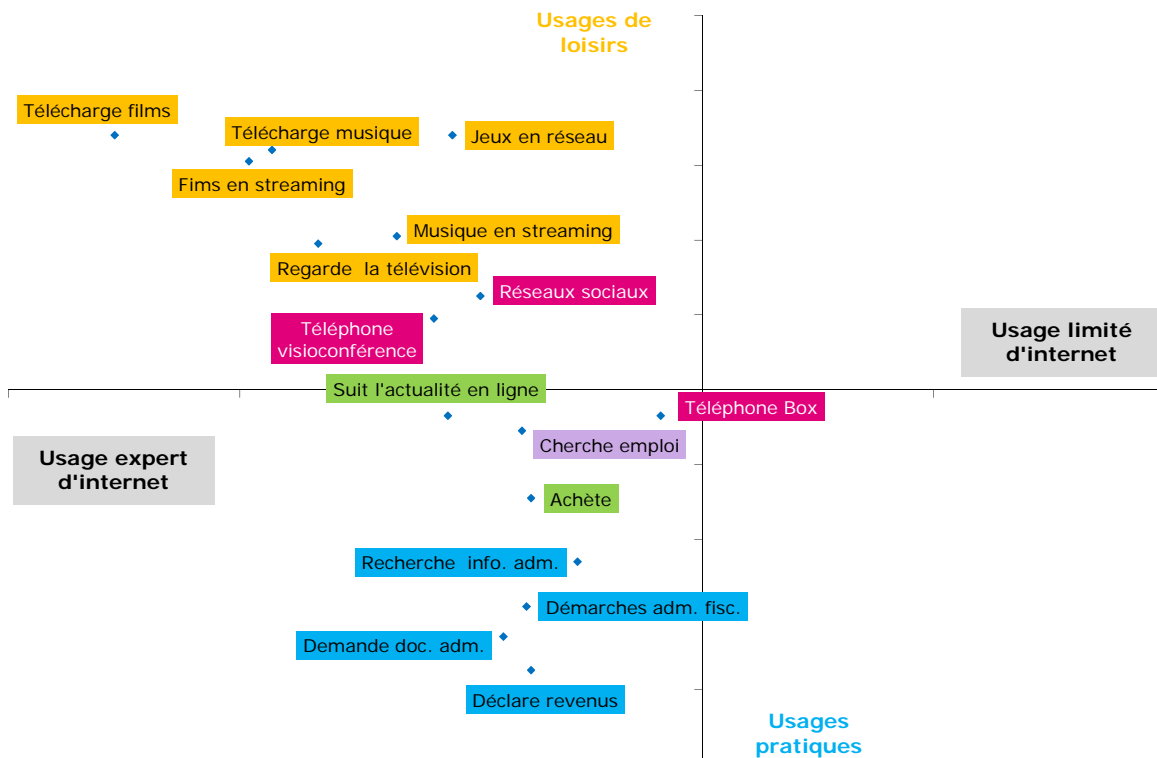 Usages de
loisirs
Télécharge films
Télécharge musique
Jeux en réseau
Fims en streaming
Musique en streaming
Regarde la télévision
Réseaux sociaux
Téléphone
visioconférence
Usage limité
d'internet
Suit l'actualité en ligne
Téléphone Box
Cherche emploi
Usage expert
d'internet
Achète
Recherche info. adm.
Démarches adm. fisc.
Demande doc. adm.
Déclare revenus
Usages
pratiques